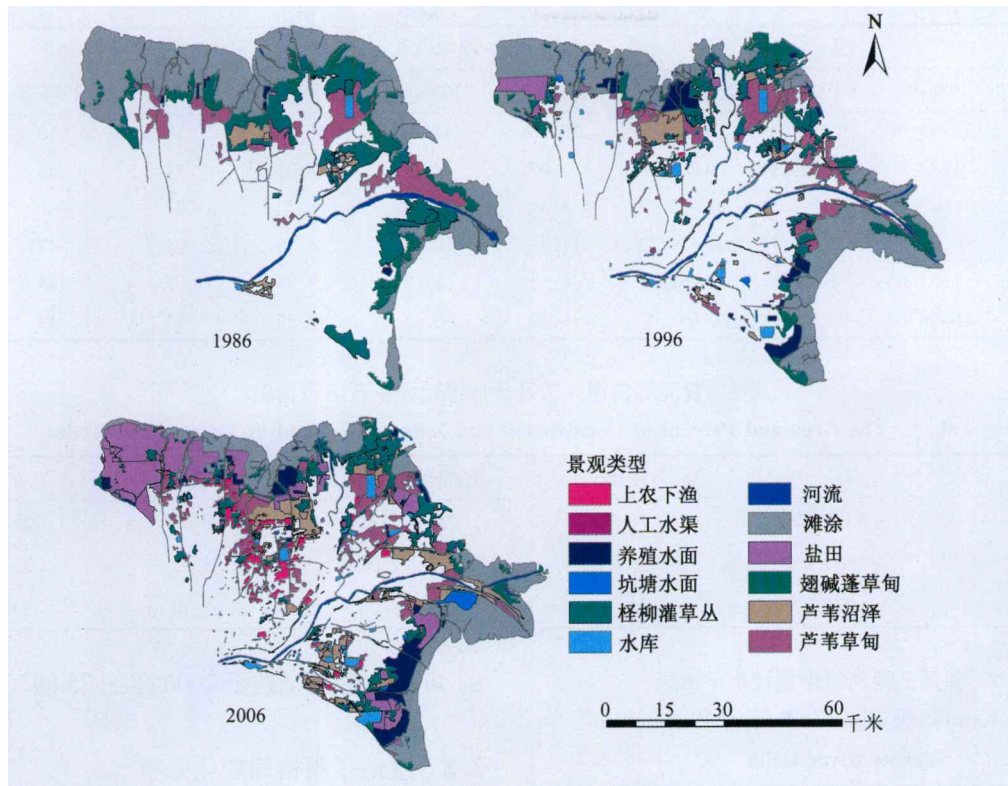 N
1986
1996
2006
景观类型
上农下渔
人工水渠
养殖水面
坑塘水面
柽柳灌草丛
水库
河流
滩涂
盐田
翅碱蓬草甸
芦苇沼泽
芦苇草甸
0 15 30 60
千米